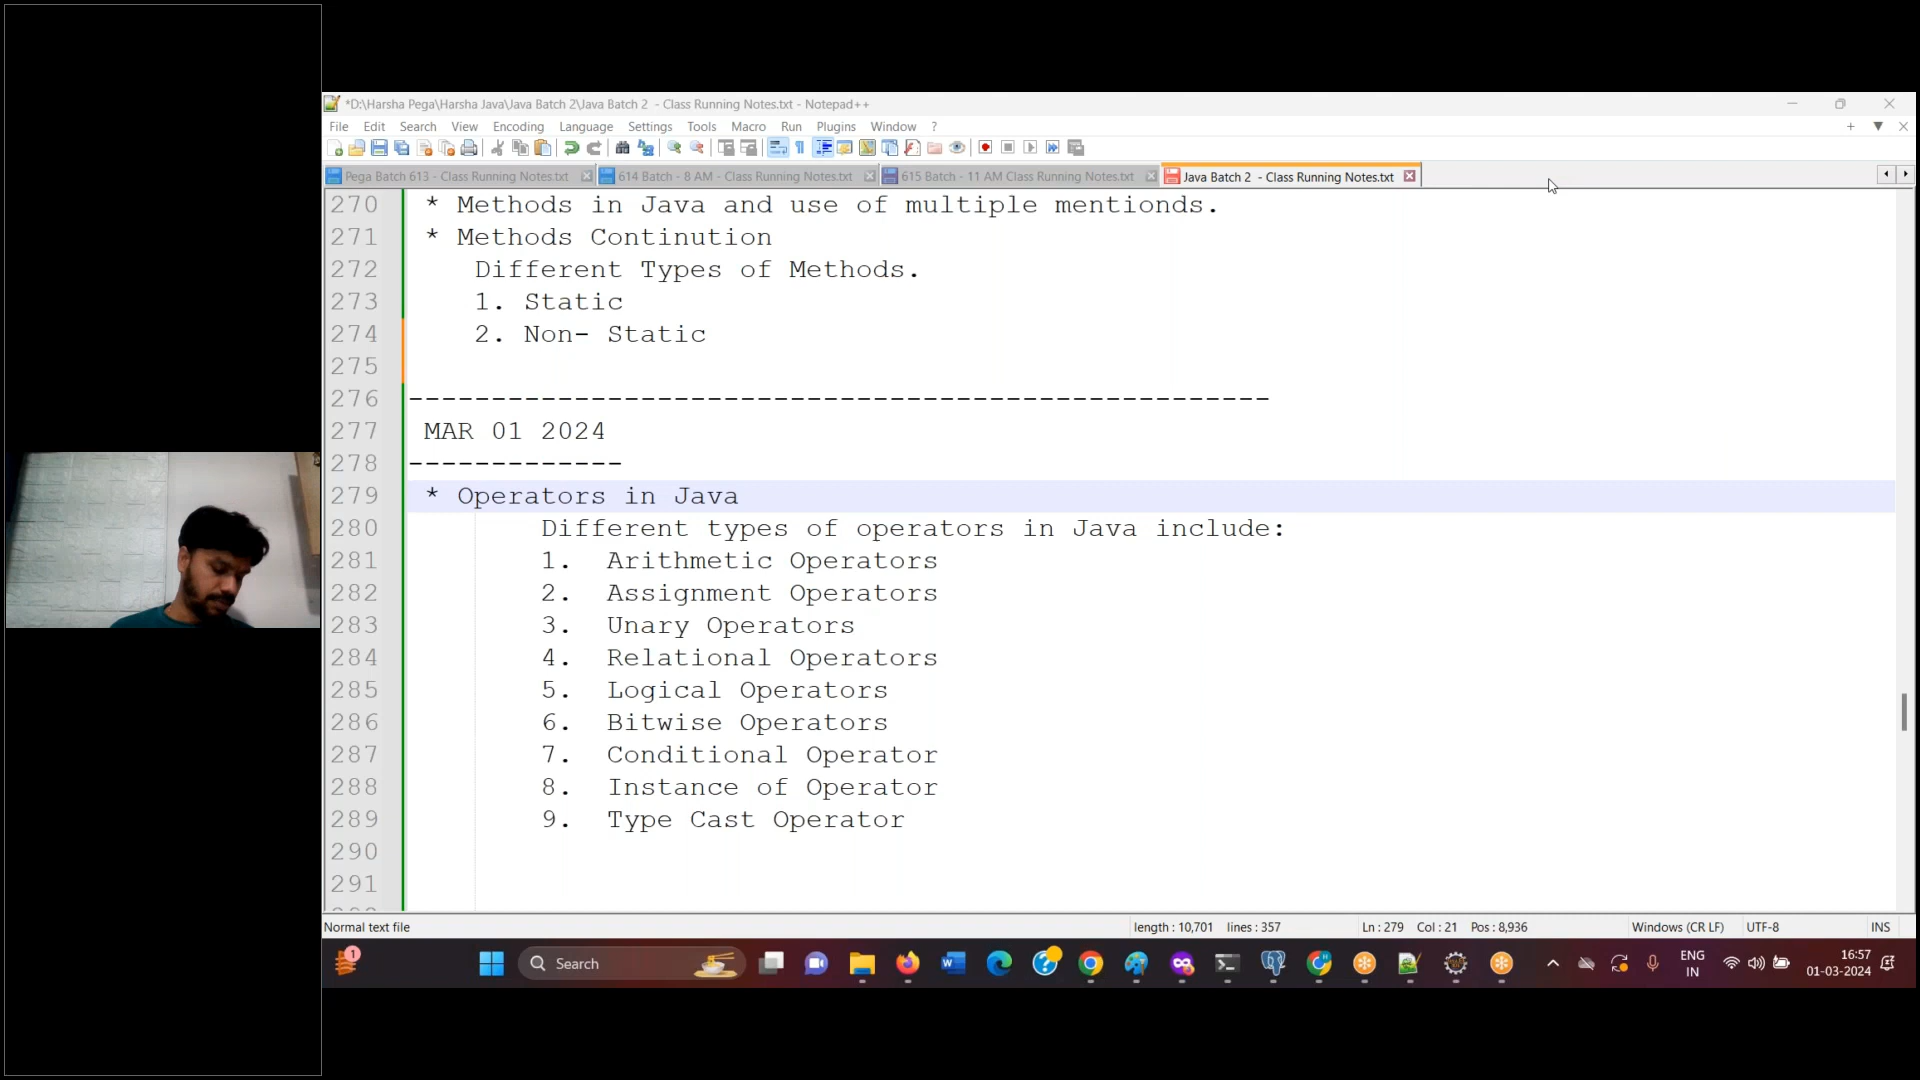 *D:\Harsha Pega\Harsha Java\Java Batch 2\Java Batch 2 - Class Running Notes.txt - Notepad++
File Edit Search View Encoding Language Settings Tools Macro Run Plugins Window ?
Pega Batch 613 - Class Running Notes.txt 614 Batch - 8 AM - Class Running Notes.txt 615 Batch - 11 AM Class Running Notes.txt Java Batch 2 - Class Running Notes.txt
270 * Methods in Java and use of multiple mentionds.
271 * Methods Continution
272 Different Types of Methods.
273 1. Static
274 2. Non- Static
275
276 ----------------------------------------------------
277 MAR 01 2024
278 -------------
279 * Operators in Java
280 Different types of operators in Java include:
281 1. Arithmetic Operators
282 2. Assignment Operators
283 3. Unary Operators
284 4. Relational Operators
285 5. Logical Operators
286 6. Bitwise Operators
287 7. Conditional Operator
288 8. Instance of Operator
289 9. Type Cast Operator
290
291
Normal text file length : 10,701 lines : 357 Ln : 279 Col : 21 Pos : 8,936 Windows (CR LF) UTF-8 INS
1 Search ENG 16:57
IN 01-03-2024